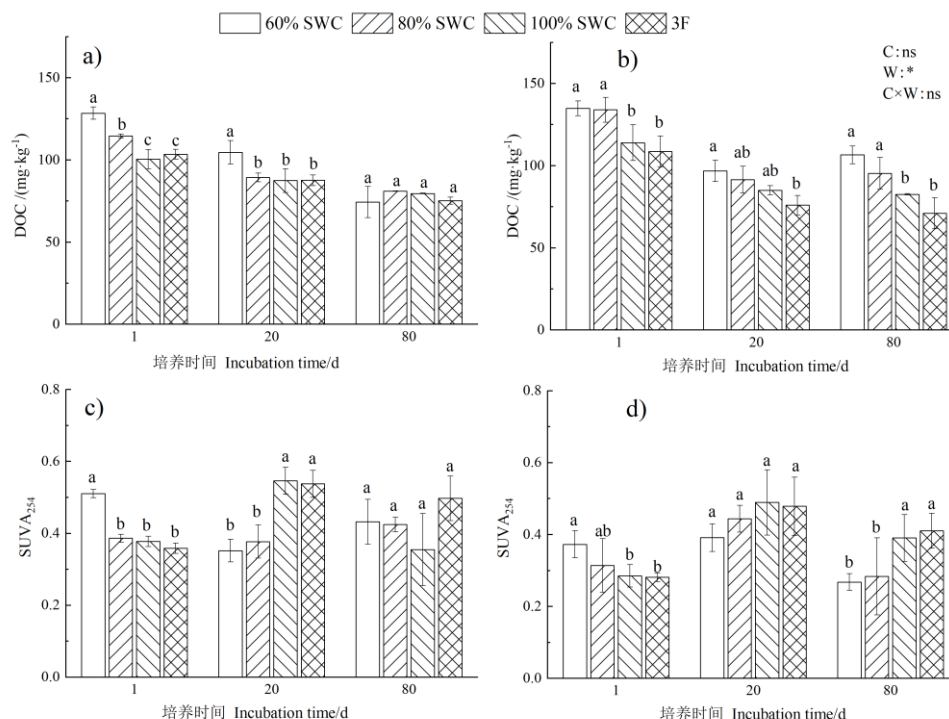 60% SWC 80% SWC 100% SWC 3F
a)
DOC /(mg·kg⁻¹)
150
100
50
0
a b c c
a b b b
a a a a
1 20 80
培养时间 Incubation time/d
b)
C:ns
W:*
C×W:ns
DOC /(mg·kg⁻¹)
150
100
50
0
a a b b
a ab ab b
a a b b
1 20 80
培养时间 Incubation time/d
c)
SUVA₂₅₄
0.8
0.6
0.4
0.2
0.0
a b b b
b b a a
a a a a
1 20 80
培养时间 Incubation time/d
d)
SUVA₂₅₄
0.8
0.6
0.4
0.2
0.0
a ab b b
a a a a
b b a a
1 20 80
培养时间 Incubation time/d